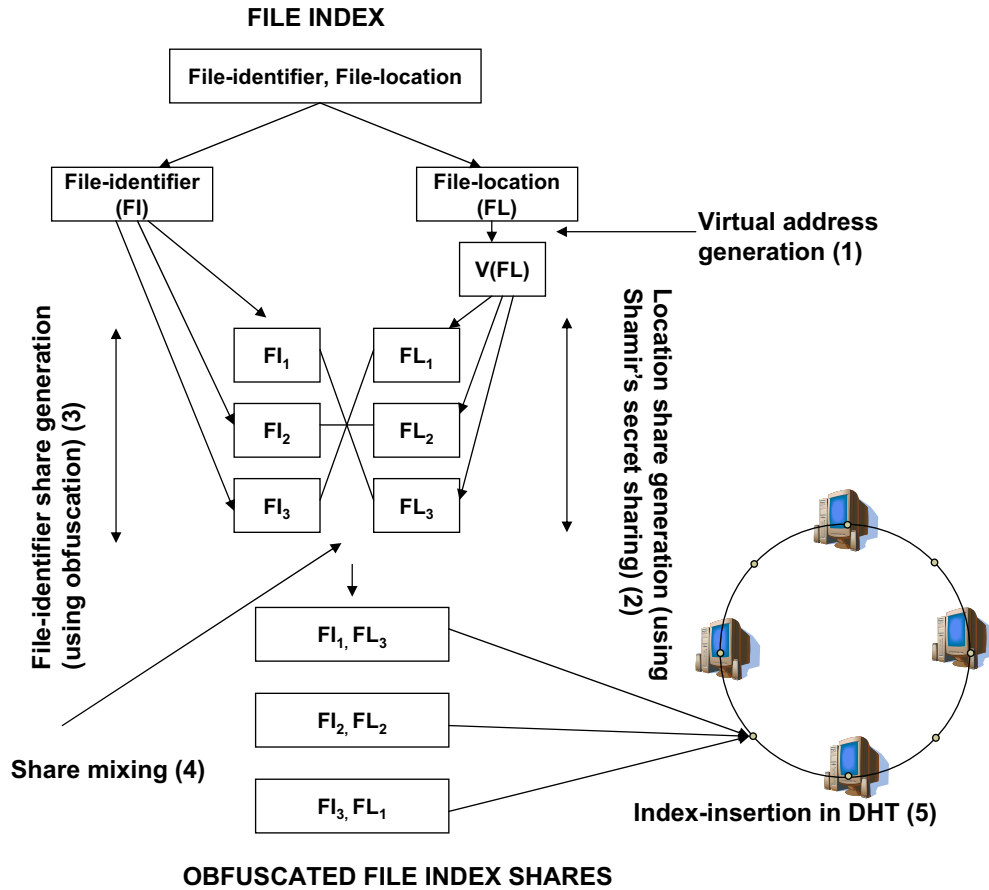 FILE INDEX
File-identifier, File-location
File-identifier
(FI)
File-location
(FL)
Virtual address
generation (1)
V(FL)
FI₁
FL₁
FI₂
FL₂
FI₃
FL₃
File-identifier share generation
(using obfuscation) (3)
Location share generation (using
Shamir's secret sharing) (2)
FI₁, FL₃
FI₂, FL₂
FI₃, FL₁
Share mixing (4)
Index-insertion in DHT (5)
OBFUSCATED FILE INDEX SHARES